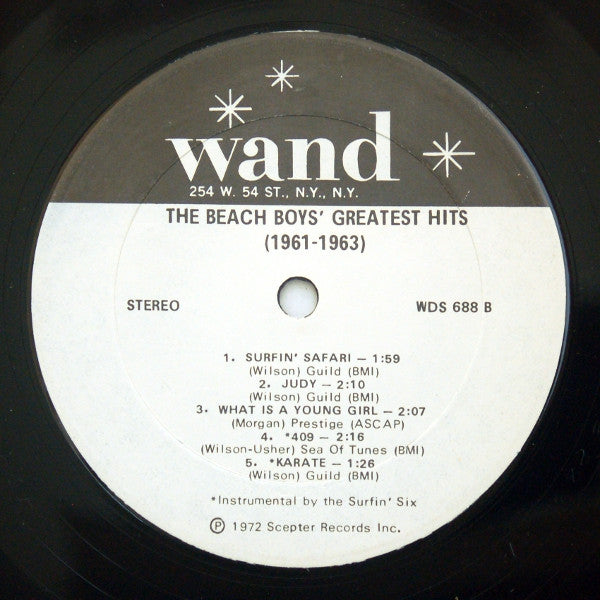 wand
254 W. 54 ST., N.Y., N.Y.
THE BEACH BOYS' GREATEST HITS
(1961-1963)
STEREO
WDS 688 B
1. SURFIN' SAFARI – 1:59
(Wilson) Guild (BMI)
2. JUDY – 2:10
(Wilson) Guild (BMI)
3. WHAT IS A YOUNG GIRL – 2:07
(Morgan) Prestige (ASCAP)
4. *409 – 2:16
(Wilson-Usher) Sea Of Tunes (BMI)
5. *KARATE – 1:26
(Wilson) Guild (BMI)
*Instrumental by the Surfin' Six
℗ 1972 Scepter Records Inc.